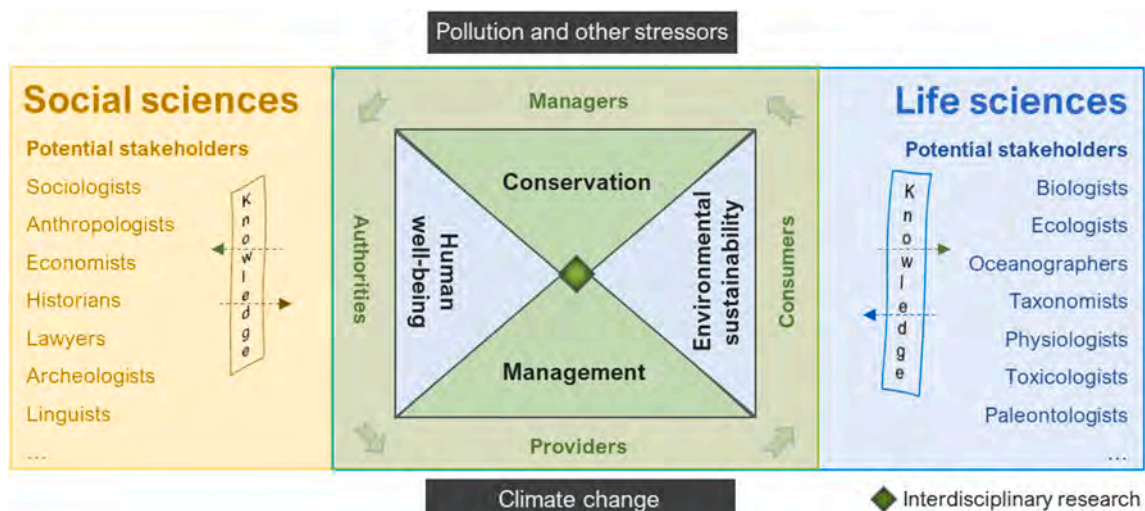 Pollution and other stressors
Social sciences
Potential stakeholders
Sociologists
Anthropologists
Economists
Historians
Lawyers
Archeologists
Linguists
...
Knowledge
Managers
Authorities
Conservation
Human
well-being
Environmental
sustainability
Management
Consumers
Providers
Life sciences
Potential stakeholders
Knowledge
Biologists
Ecologists
Oceanographers
Taxonomists
Physiologists
Toxicologists
Paleontologists
...
Climate change
Interdisciplinary research